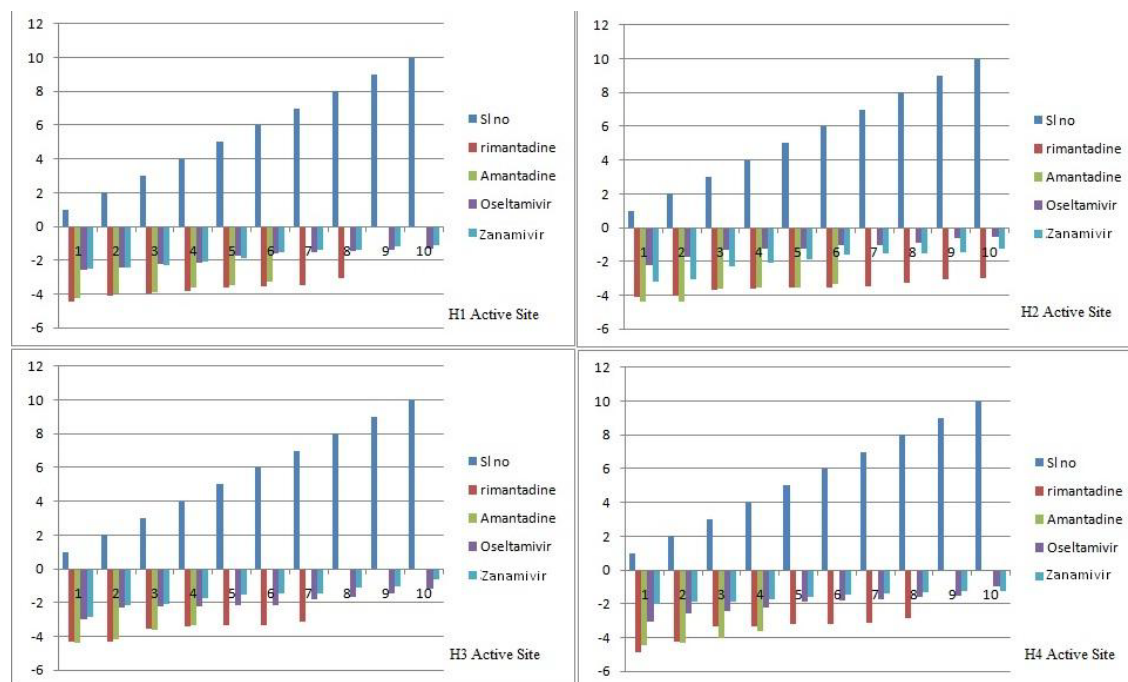 12
10
8
6
4
2
0
-2
-4
-6
1 2 3 4 5 6 7 8 9 10
Sl no
rimantadine
Amantadine
Oseltamivir
Zanamivir
H1 Active Site
12
10
8
6
4
2
0
-2
-4
-6
1 2 3 4 5 6 7 8 9 10
Sl no
rimantadine
Amantadine
Oseltamivir
Zanamivir
H2 Active Site
12
10
8
6
4
2
0
-2
-4
-6
1 2 3 4 5 6 7 8 9 10
Sl no
rimantadine
Amantadine
Oseltamivir
Zanamivir
H3 Active Site
12
10
8
6
4
2
0
-2
-4
-6
1 2 3 4 5 6 7 8 9 10
Sl no
rimantadine
Amantadine
Oseltamivir
Zanamivir
H4 Active Site